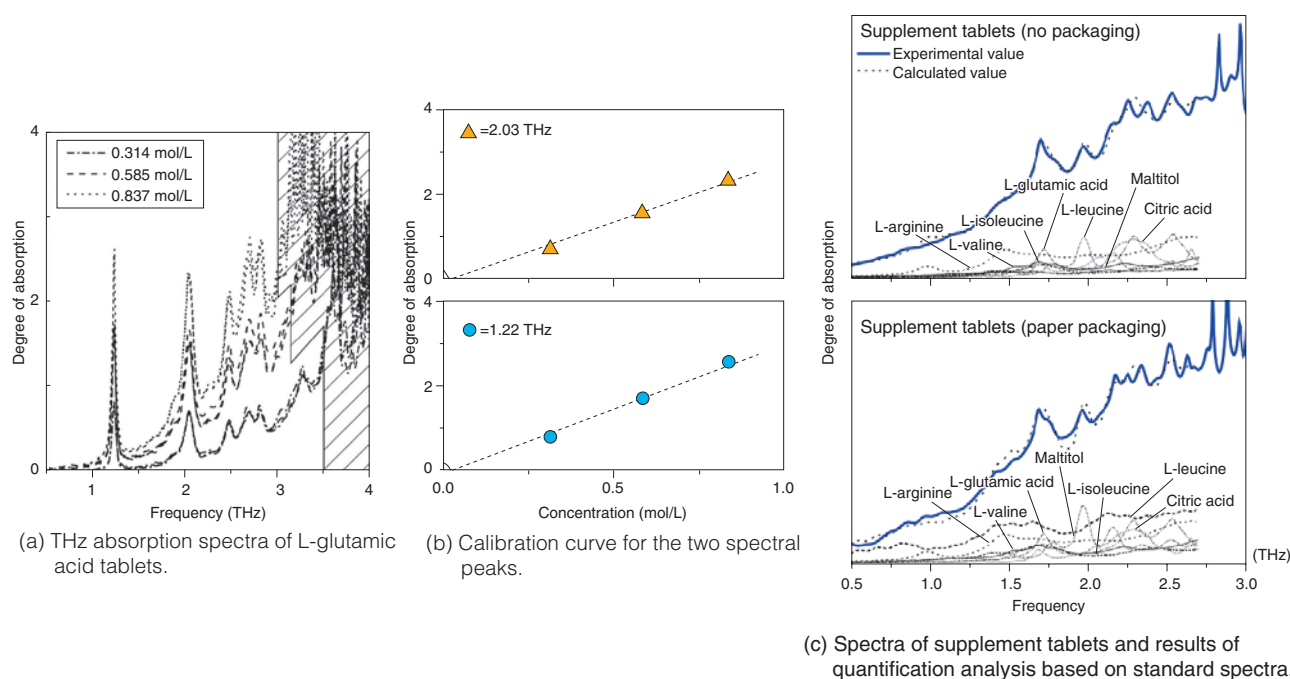 4
3
2
1
0
Degree of absorption
0.314 mol/L
0.585 mol/L
0.837 mol/L
1
2
3
4
Frequency (THz)
(a) THz absorption spectra of L-glutamic
acid tablets.
4
2
0
=2.03 THz
Degree of absorption
4
2
0
=1.22 THz
0.0
0.5
1.0
Concentration (mol/L)
(b) Calibration curve for the two spectral
peaks.
Supplement tablets (no packaging)
Experimental value
Calculated value
L-glutamic acid
Maltitol
L-isoleucine
L-leucine
Citric acid
L-arginine
L-valine
Degree of absorption
Supplement tablets (paper packaging)
Maltitol
L-leucine
L-glutamic acid
L-isoleucine
L-arginine
Citric acid
L-valine
(THz)
0.5
1.0
1.5
2.0
2.5
3.0
Frequency
(c) Spectra of supplement tablets and results of
quantification analysis based on standard spectra.